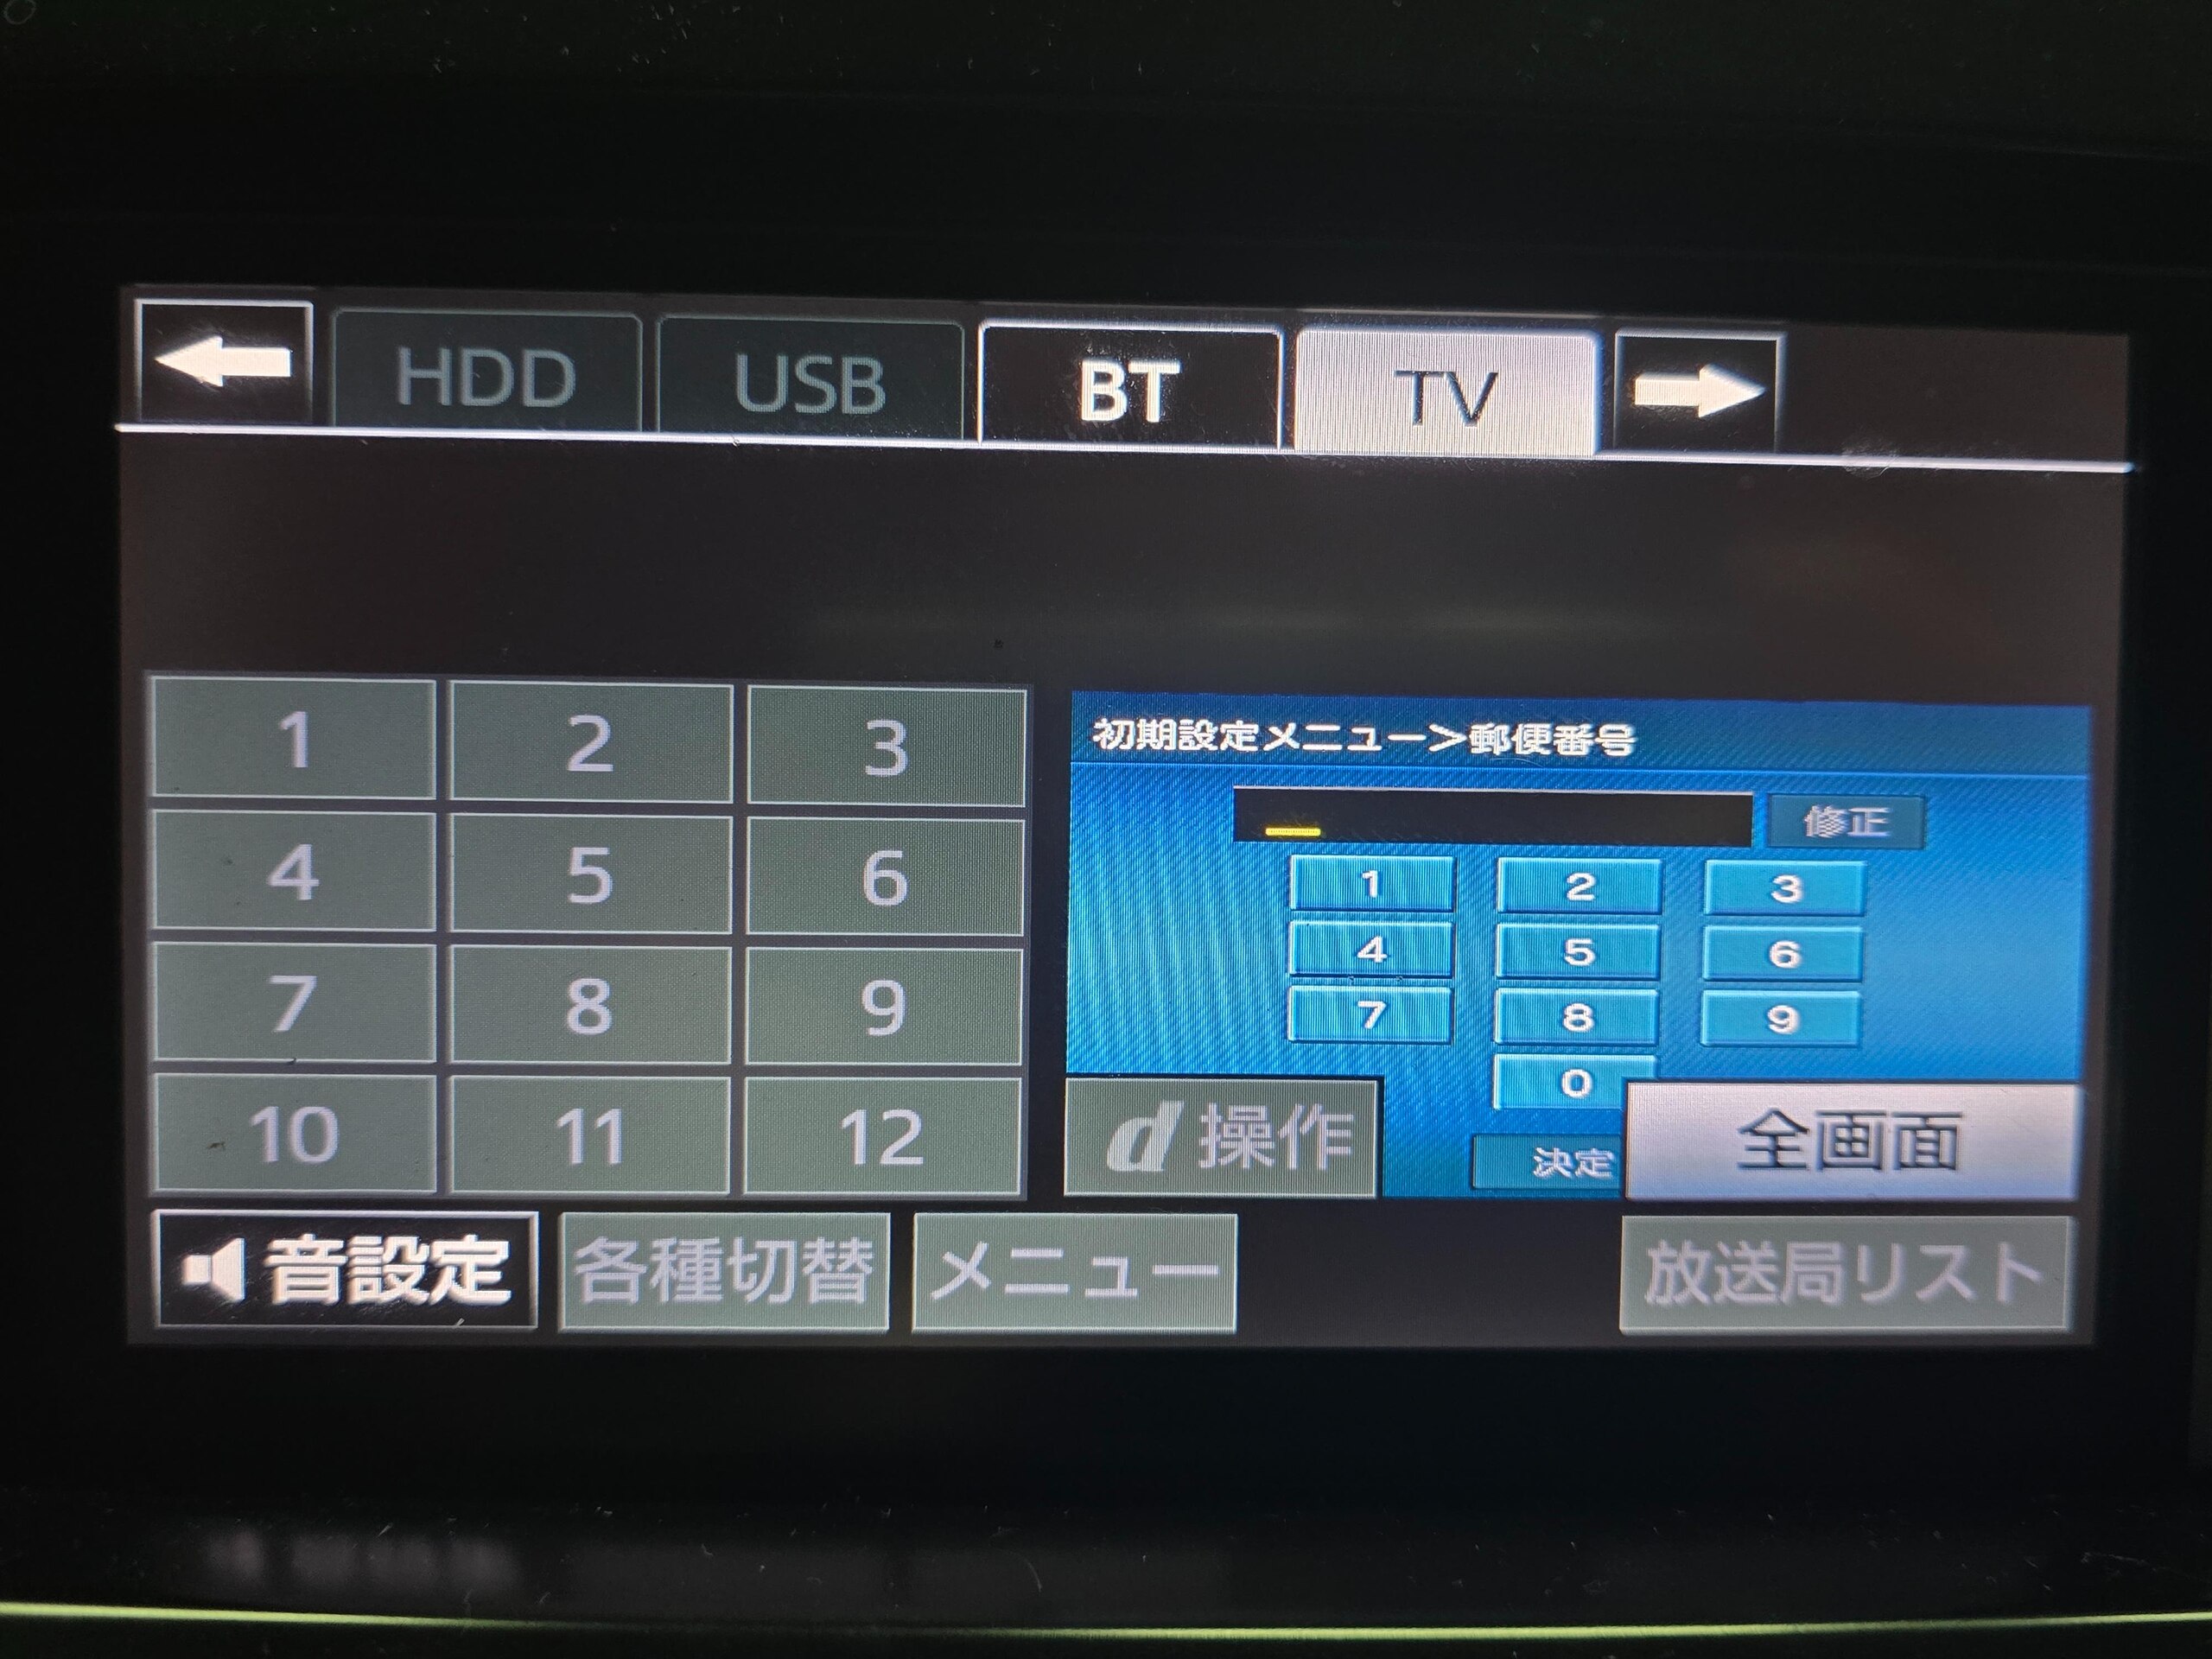 HDD USB BT TV
1 2 3
4 5 6
7 8 9
10 11 12
初期設定メニュー>郵便番号
修正
1 2 3
4 5 6
7 8 9
0
決定
d 操作
全画面
音設定 各種切替 メニュー 放送局リスト